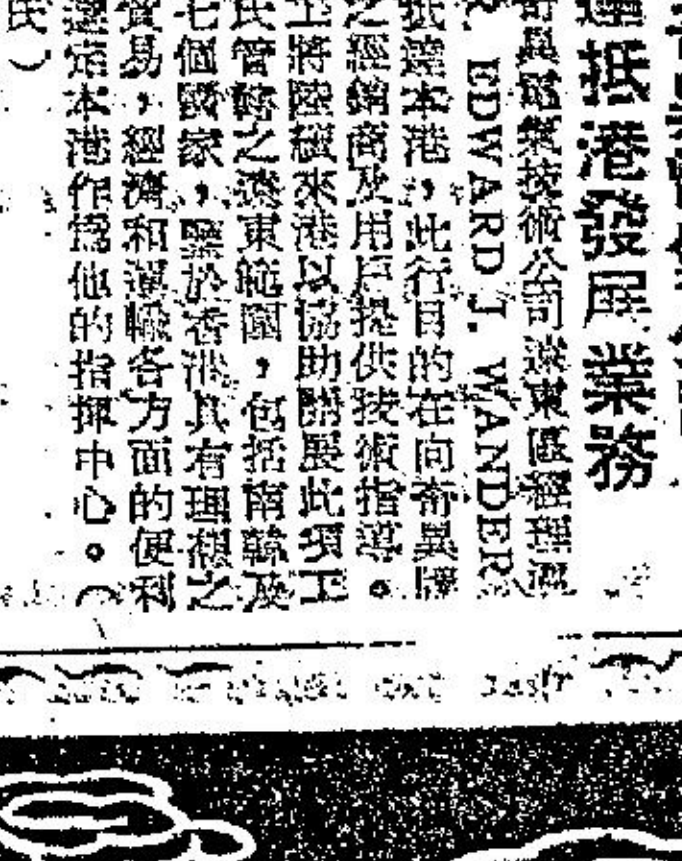 達抵港發展業務
奇異電氣技術公司遠東區經理溫
R. EDWARD J. WANDER
抵達本港，此行目的在向奇異牌
之經銷商及用戶提供技術指導。
將陸續來港以協助開展此項工
氏管轄之遠東範圍，包括南韓及
七個國家，鑒於香港具有理想之
貿易，經濟和運輸各方面的便利
選定本港作為他的指揮中心。（
民）